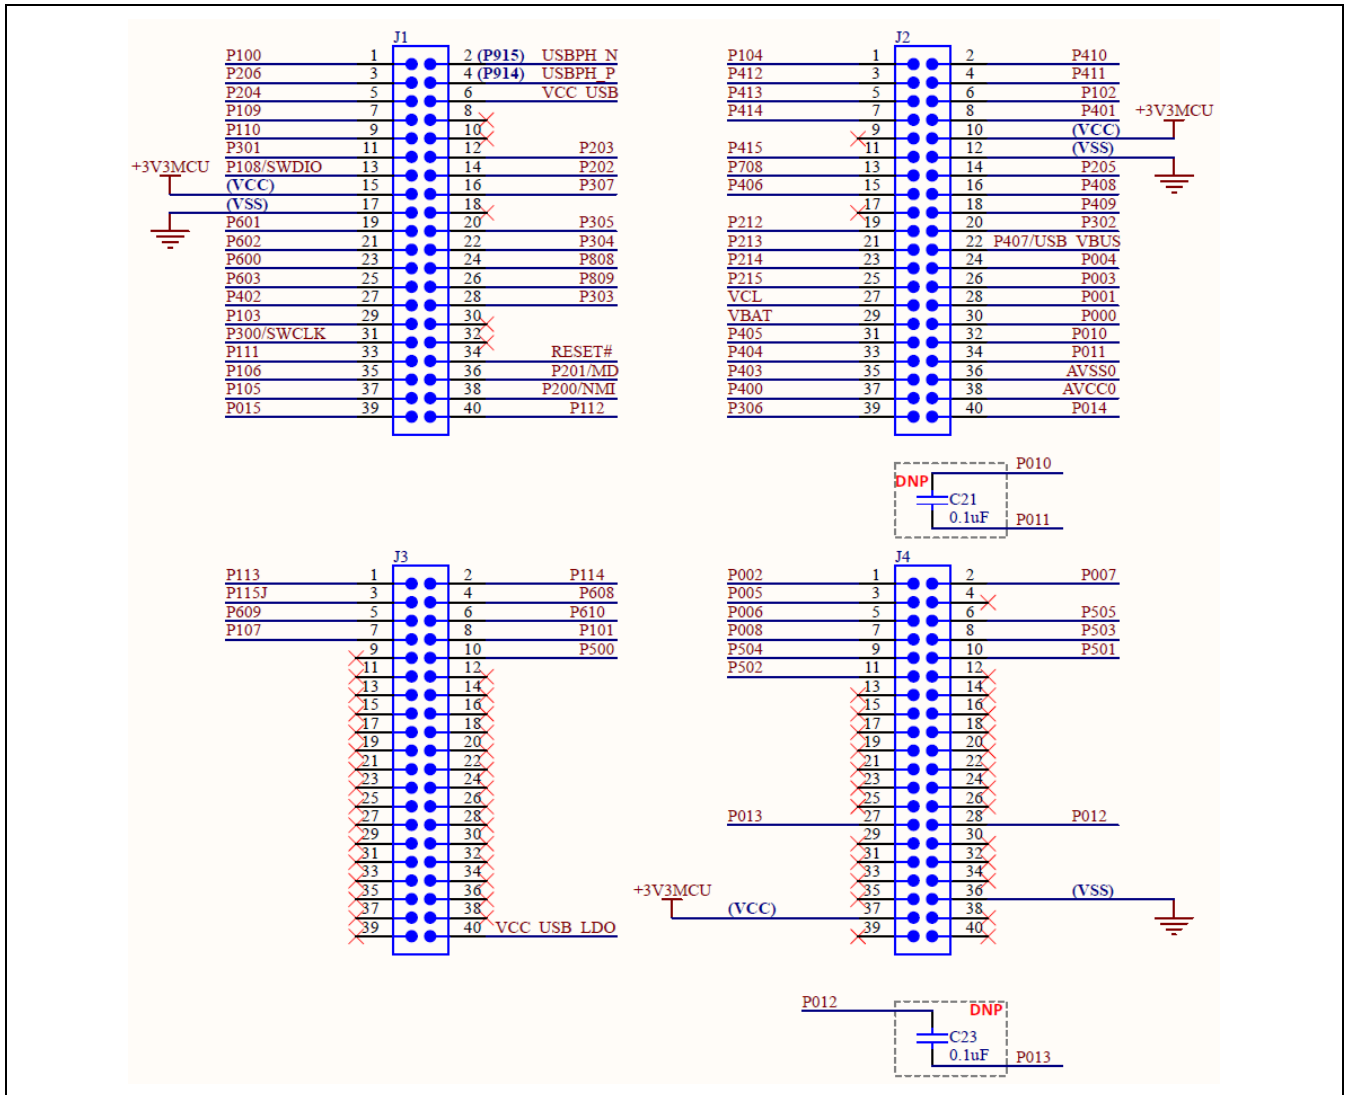 J1
P100 1 2 (P915) USBPH_N
P206 3 4 (P914) USBPH_P
P204 5 6 VCC_USB
P109 7 8
P110 9 10
P301 11 12 P203
+3V3MCU P108/SWDIO 13 14 P202
(VCC) 15 16 P307
(VSS) 17 18
P601 19 20 P305
P602 21 22 P304
P600 23 24 P808
P603 25 26 P809
P402 27 28 P303
P103 29 30
P300/SWCLK 31 32
P111 33 34 RESET#
P106 35 36 P201/MD
P105 37 38 P200/NMI
P015 39 40 P112
J2
P104 1 2 P410
P412 3 4 P411
P413 5 6 P102
P414 7 8 P401 +3V3MCU
9 10 (VCC)
P415 11 12 (VSS)
P708 13 14 P205
P406 15 16 P408
17 18 P409
P212 19 20 P302
P213 21 22 P407/USB_VBUS
P214 23 24 P004
P215 25 26 P003
VCL 27 28 P001
VBAT 29 30 P000
P405 31 32 P010
P404 33 34 P011
P403 35 36 AVSS0
P400 37 38 AVCC0
P306 39 40 P014
P010
DNP
C21
0.1uF P011
J3
P113 1 2 P114
P115J 3 4 P608
P609 5 6 P610
P107 7 8 P101
9 10 P500
11 12
13 14
15 16
17 18
19 20
21 22
23 24
25 26
27 28
29 30
31 32
33 34
35 36
37 38
39 40 VCC_USB_LDO
J4
P002 1 2 P007
P005 3 4
P006 5 6 P505
P008 7 8 P503
P504 9 10 P501
P502 11 12
13 14
15 16
17 18
19 20
21 22
23 24
25 26
P013 27 28 P012
29 30
31 32
33 34
+3V3MCU 35 36 (VSS)
(VCC) 37 38
39 40
P012 DNP
C23
0.1uF P013